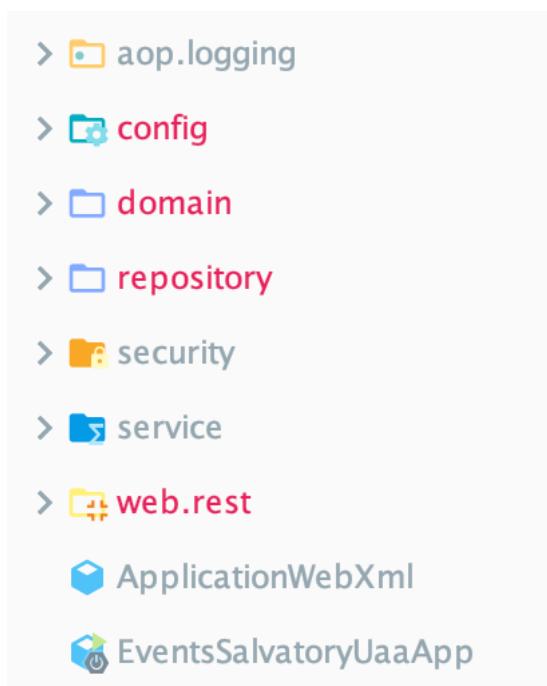 aop.logging
config
domain
repository
security
service
web.rest
ApplicationWebXml
EventsSalvatoryUaaApp